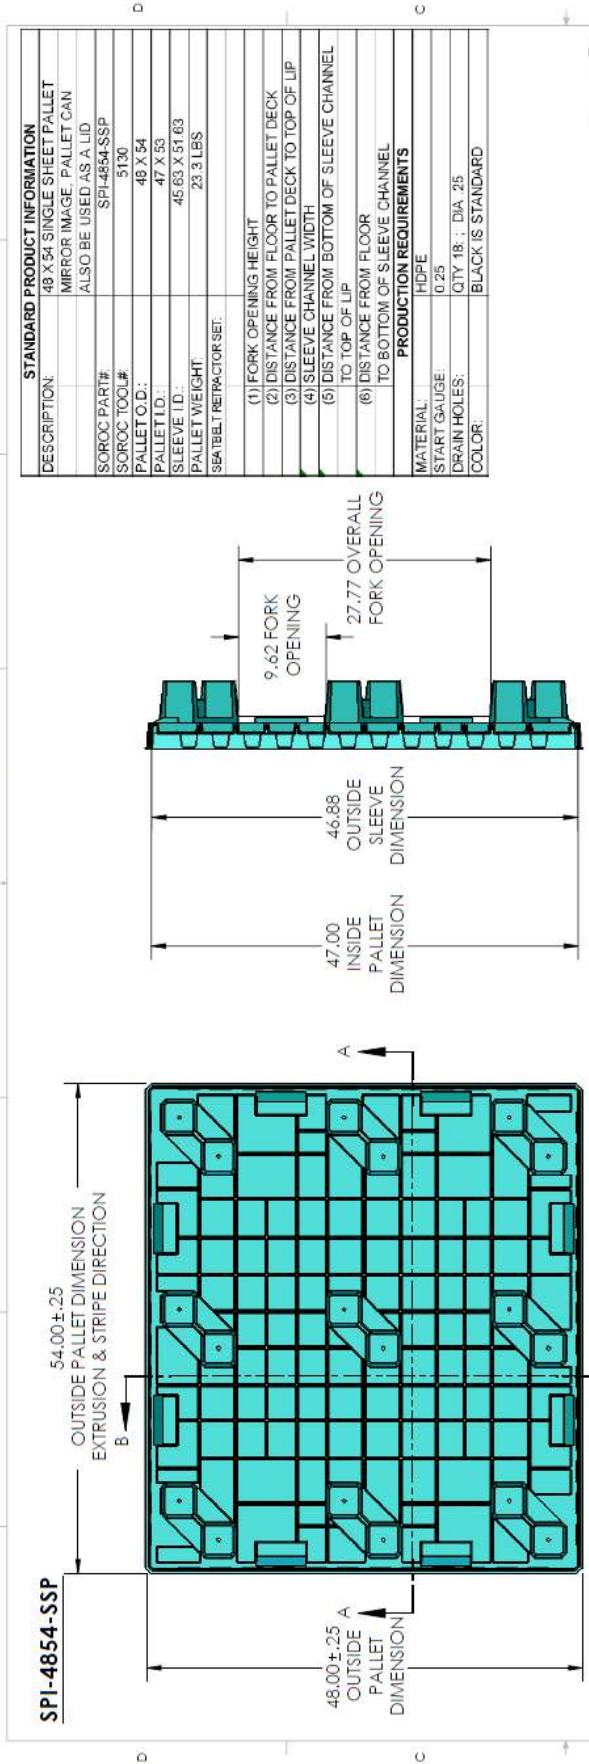 SPI-4854-SSP
54.00±.25
OUTSIDE PALLET DIMENSION
EXTRUSION & STRIPE DIRECTION
B
48.00±.25
OUTSIDE
PALLET
DIMENSION
A
A
47.00
INSIDE
PALLET
DIMENSION
46.88
OUTSIDE
SLEEVE
DIMENSION
9.62 FORK
OPENING
27.77 OVERALL
FORK OPENING
STANDARD PRODUCT INFORMATION
DESCRIPTION: 48 X 54 SINGLE SHEET PALLET
MIRROR IMAGE, PALLET CAN
ALSO BE USED AS A LID
SOROC PART#: SPI-4854-SSP
SOROC TOOL#: 5130
PALLET O.D.: 48 X 54
PALLET I.D.: 47 X 53
SLEEVE I.D.: 45.63 X 51.63
PALLET WEIGHT: 23.3 LBS
SEATBELT RETRACTOR SET:
(1) FORK OPENING HEIGHT
(2) DISTANCE FROM FLOOR TO PALLET DECK
(3) DISTANCE FROM PALLET DECK TO TOP OF LIP
(4) SLEEVE CHANNEL WIDTH
(5) DISTANCE FROM BOTTOM OF SLEEVE CHANNEL
TO TOP OF LIP
(6) DISTANCE FROM FLOOR
TO BOTTOM OF SLEEVE CHANNEL
PRODUCTION REQUIREMENTS
MATERIAL: HDPE
START GAUGE: 0.25
DRAIN HOLES: QTY 18: ; DIA .25
COLOR: BLACK IS STANDARD
D
C
D
C